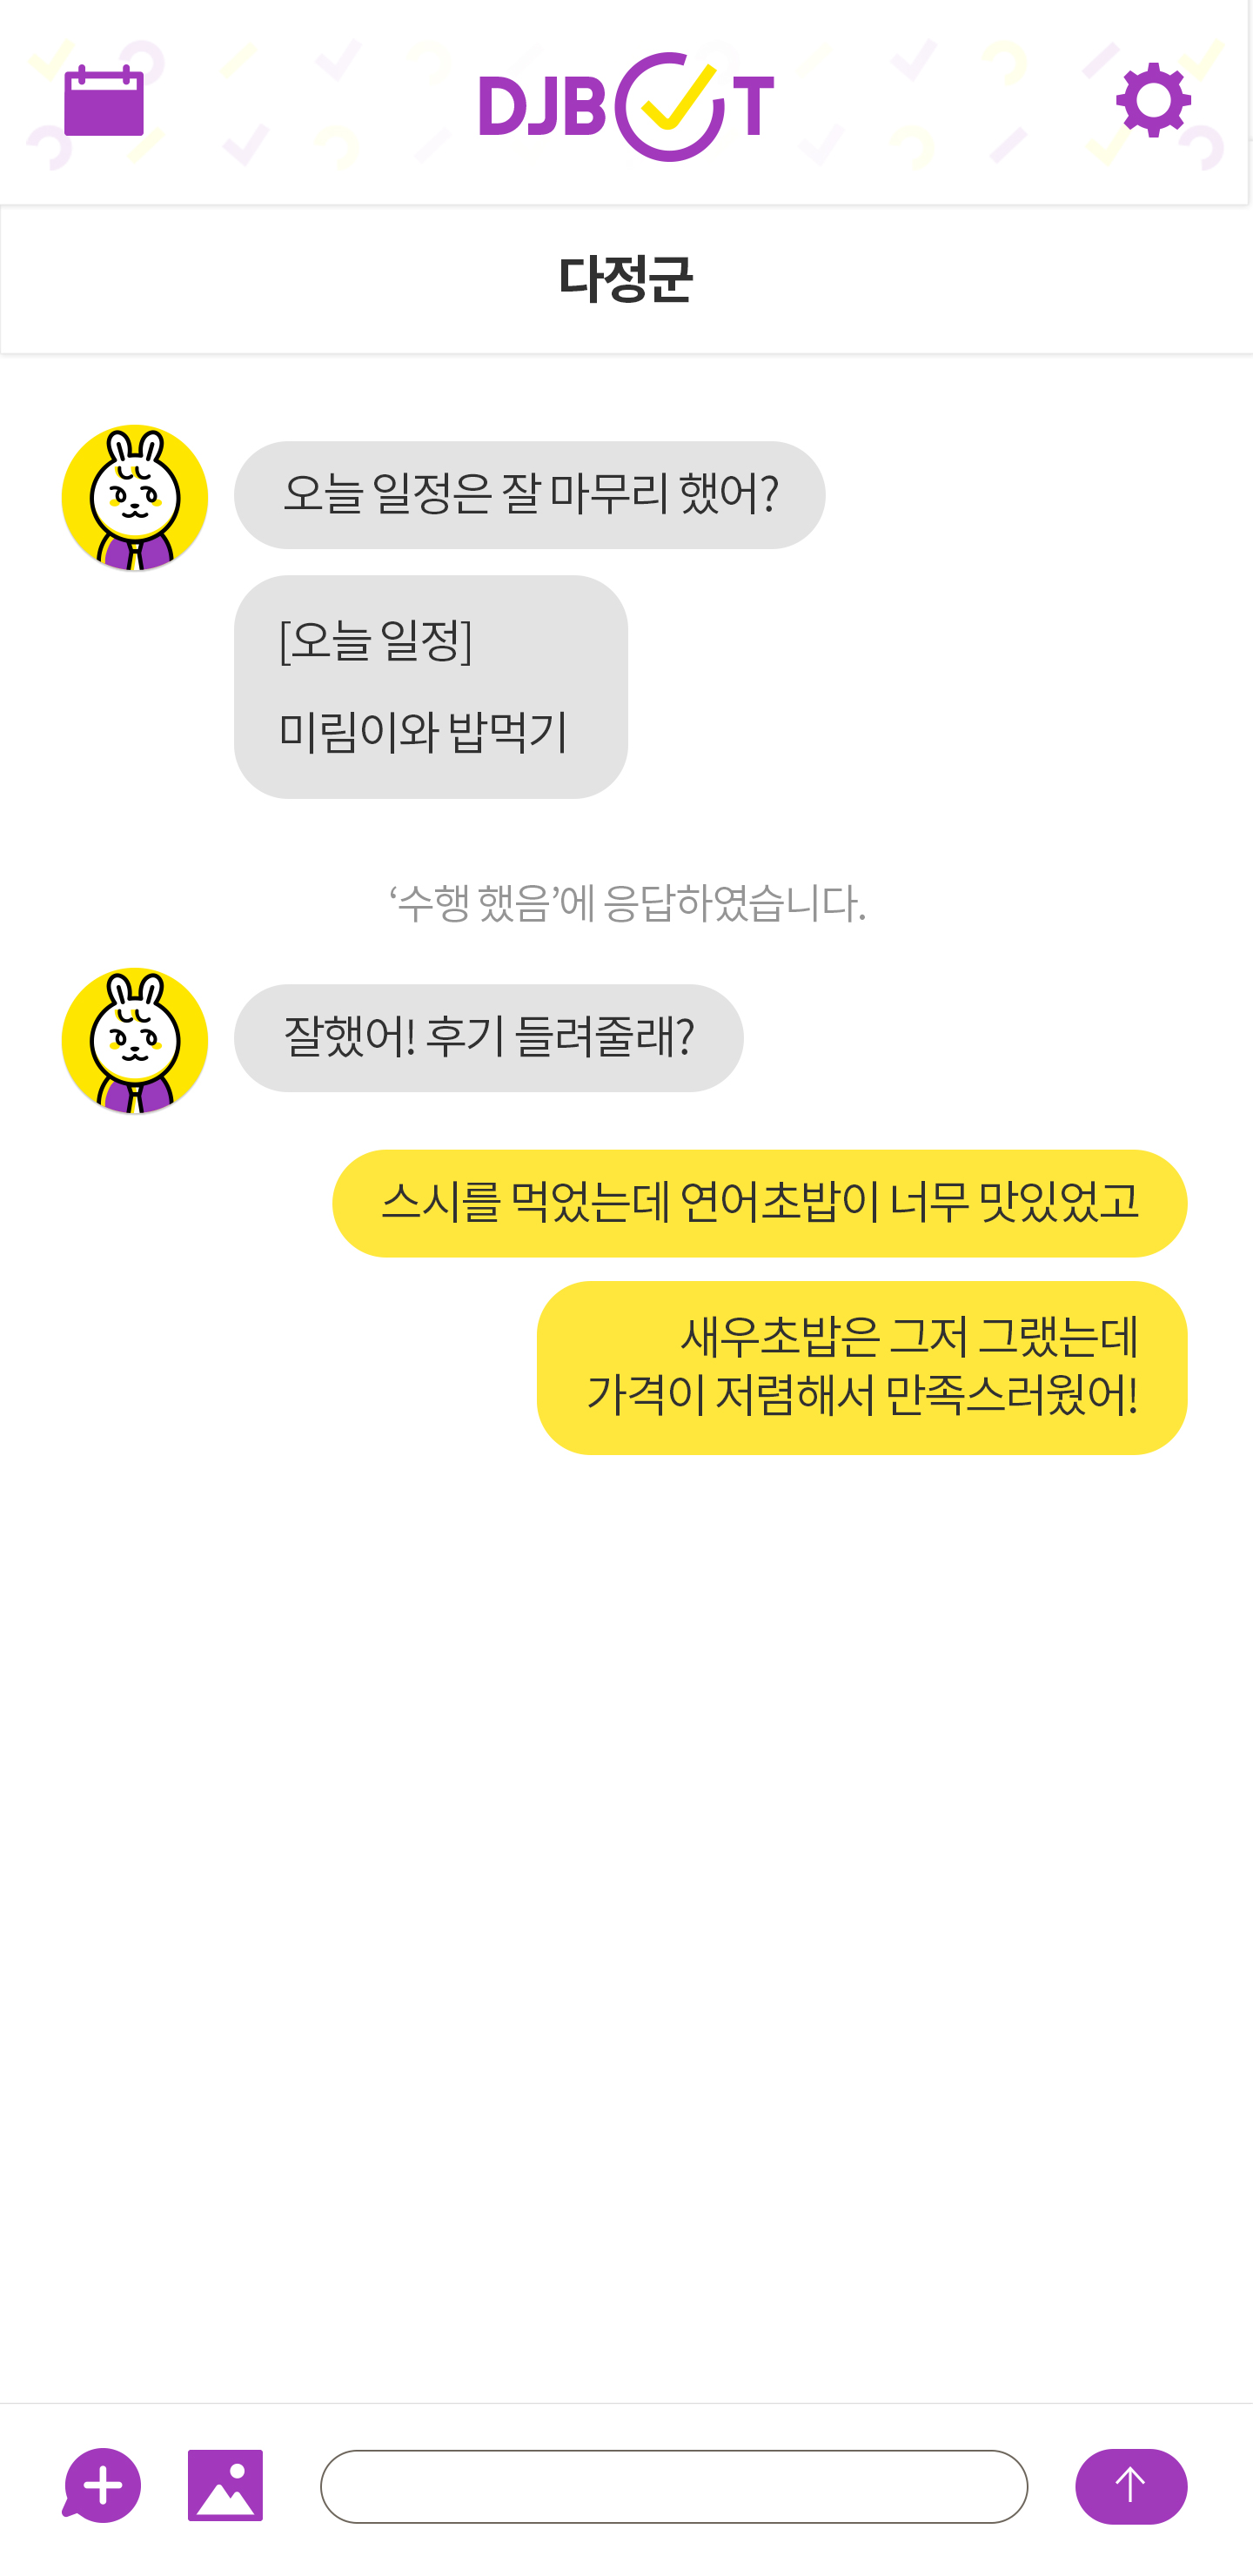 DJBOT
다정군
오늘 일정은 잘 마무리 했어?
[오늘 일정]
미림이와 밥먹기
‘수행 했음’에 응답하였습니다.
잘했어! 후기 들려줄래?
스시를 먹었는데 연어초밥이 너무 맛있었고
새우초밥은 그저 그랬는데
가격이 저렴해서 만족스러웠어!